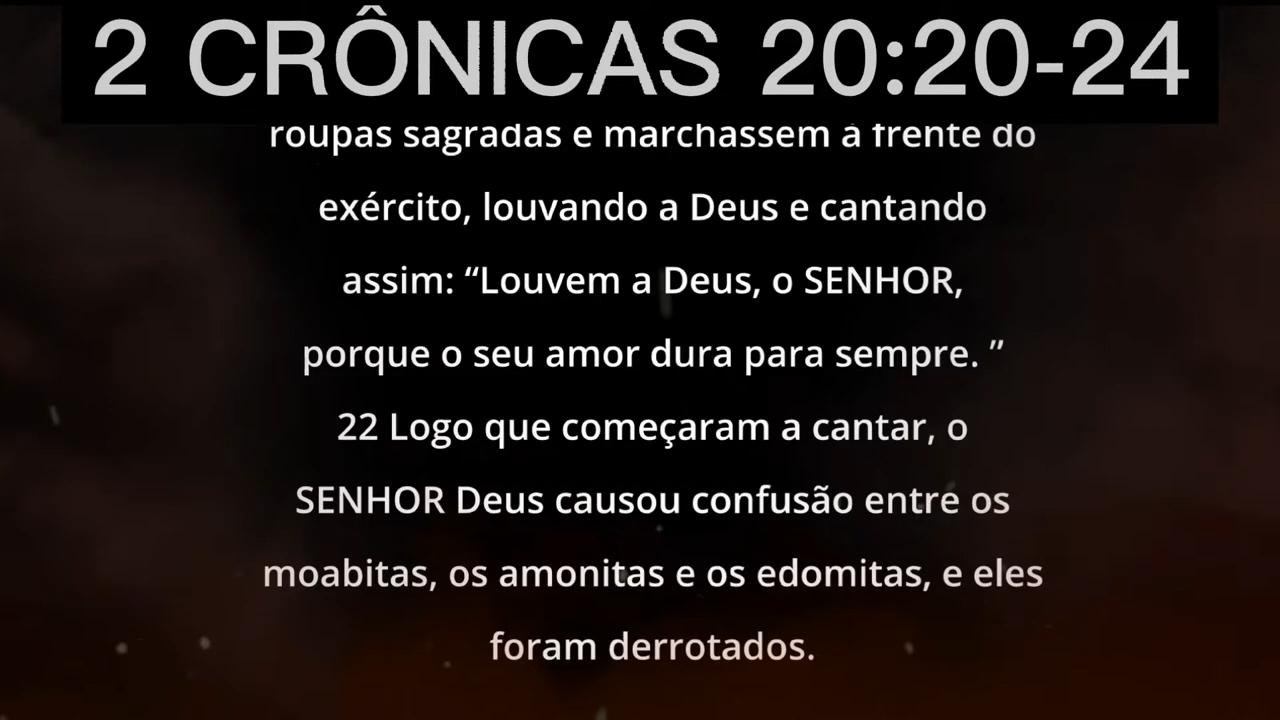 2 CRÔNICAS 20:20-24
roupas sagradas e marchassem à frente do
exército, louvando a Deus e cantando
assim: “Louvem a Deus, o SENHOR,
porque o seu amor dura para sempre. ”
22 Logo que começaram a cantar, o
SENHOR Deus causou confusão entre os
moabitas, os amonitas e os edomitas, e eles
foram derrotados.